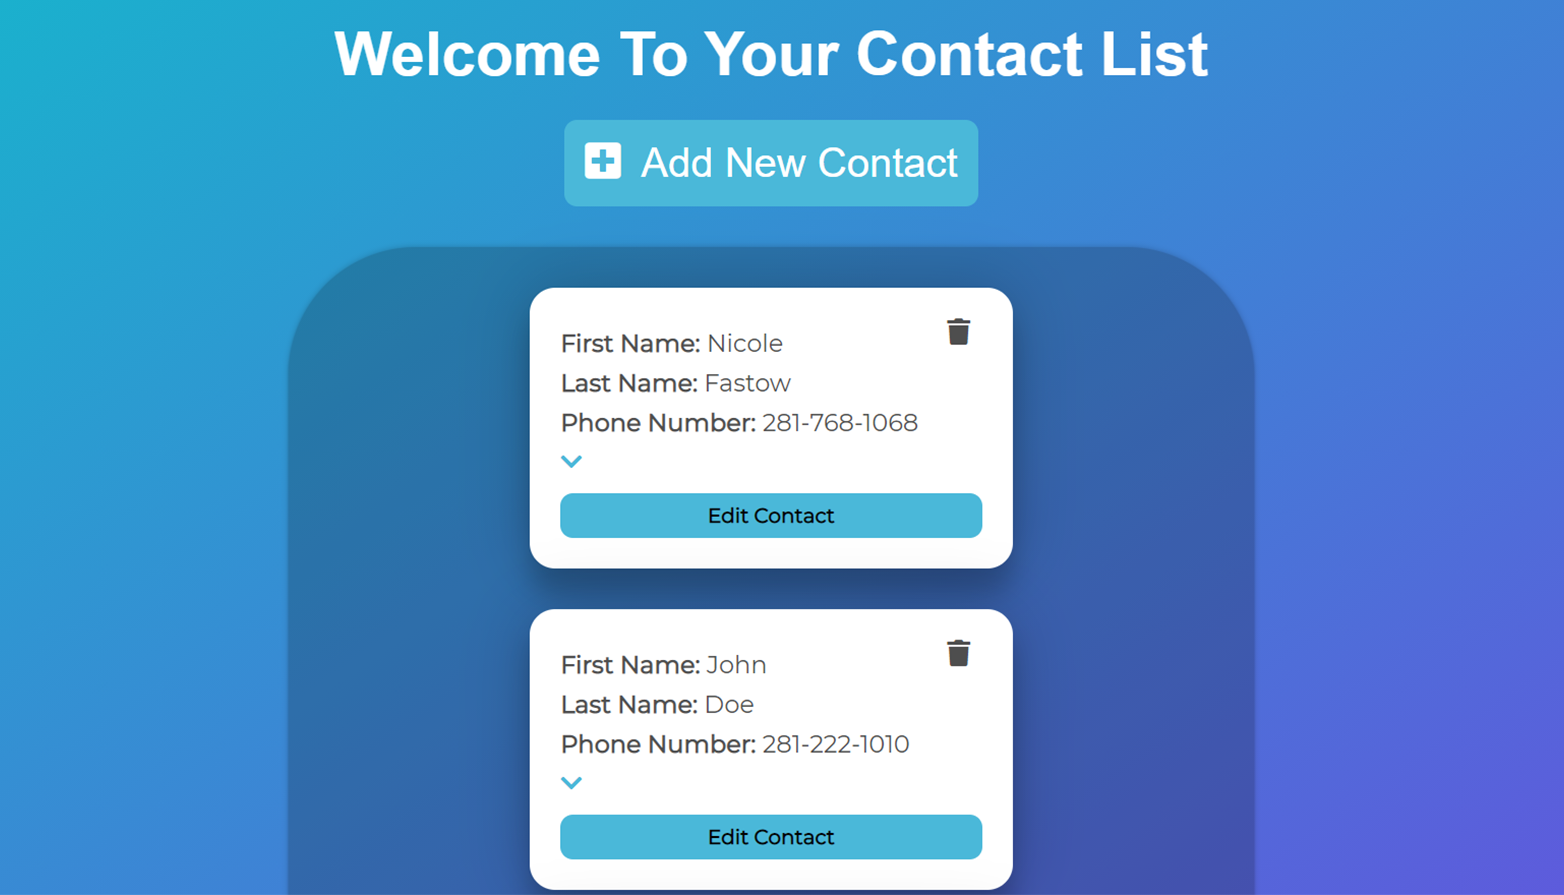 Welcome To Your Contact List
Add New Contact
First Name: Nicole
Last Name: Fastow
Phone Number: 281-768-1068
Edit Contact
First Name: John
Last Name: Doe
Phone Number: 281-222-1010
Edit Contact